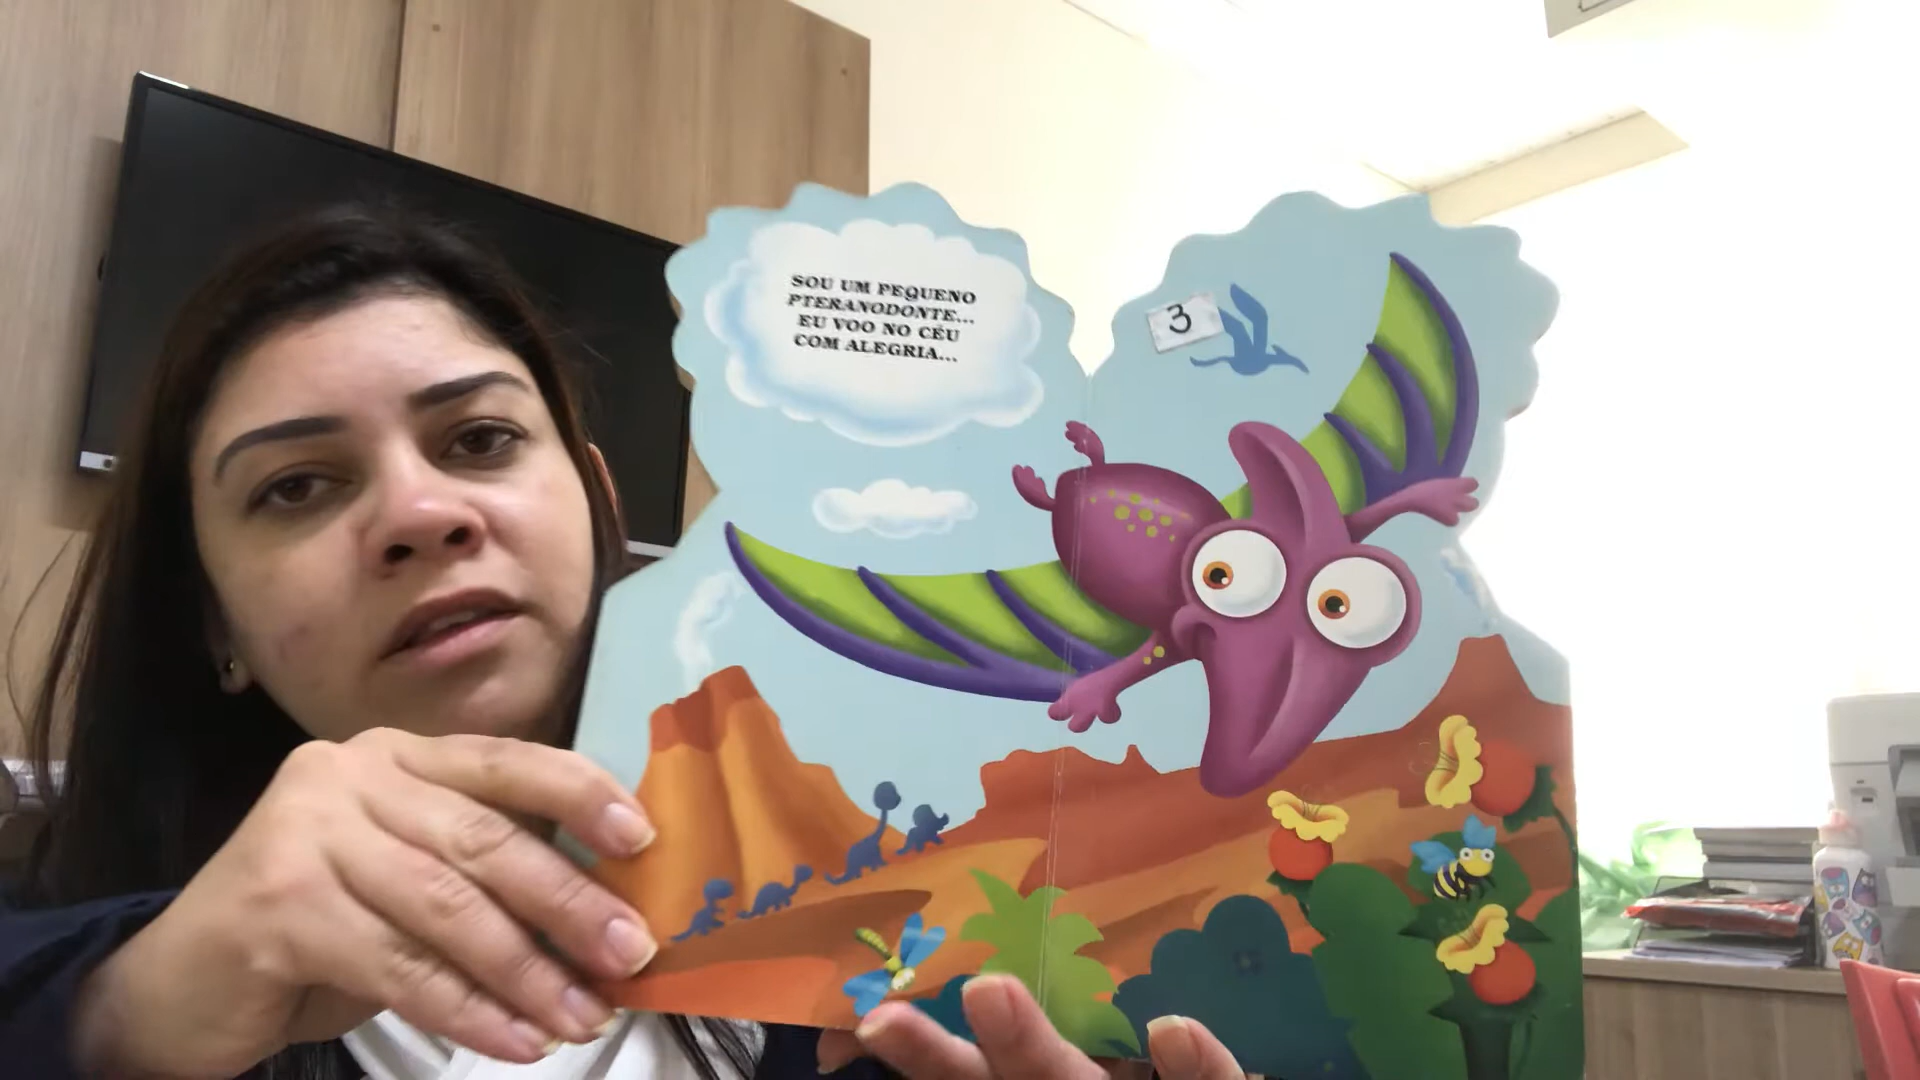 SOU UM PEQUENO
PTERANODONTE...
EU VOO NO CÉU
COM ALEGRIA...
3